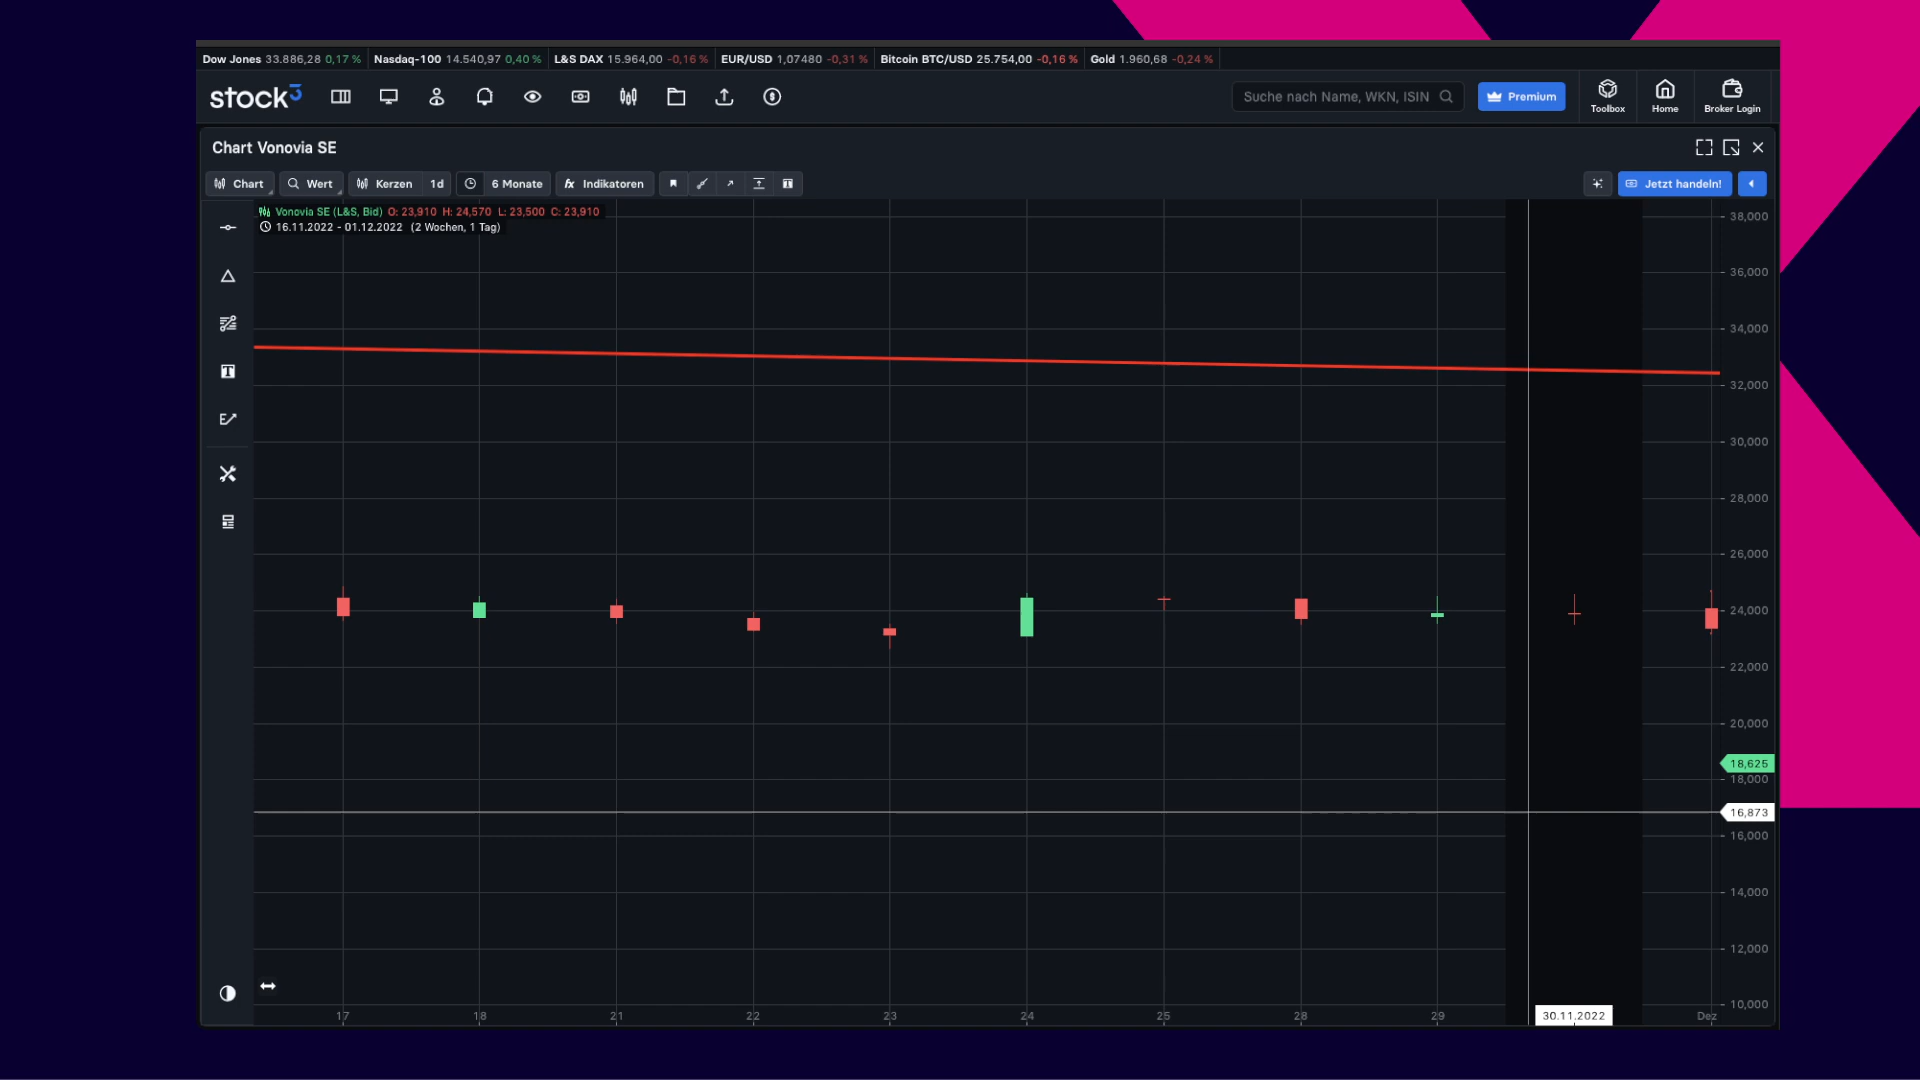 Dow Jones 33.886,28 0,17 % Nasdaq-100 14.540,97 0,40 % L&S DAX 15.964,00 -0,16 % EUR/USD 1,07480 -0,31 % Bitcoin BTC/USD 25.754,00 -0,16 % Gold 1.960,68 -0,24 %
stock3 Suche nach Name, WKN, ISIN Premium Toolbox Home Broker Login
Chart Vonovia SE
Chart Wert Kerzen 1d 6 Monate fx Indikatoren Jetzt handeln!
Vonovia SE (L&S, Bid) O: 23,910 H: 24,570 L: 23,500 C: 23,910
16.11.2022 - 01.12.2022 (2 Wochen, 1 Tag)
38,000
36,000
34,000
32,000
30,000
28,000
26,000
24,000
22,000
20,000
18,625
18,000
16,873
16,000
14,000
12,000
10,000
17 18 21 22 23 24 25 28 29 30.11.2022 Dez